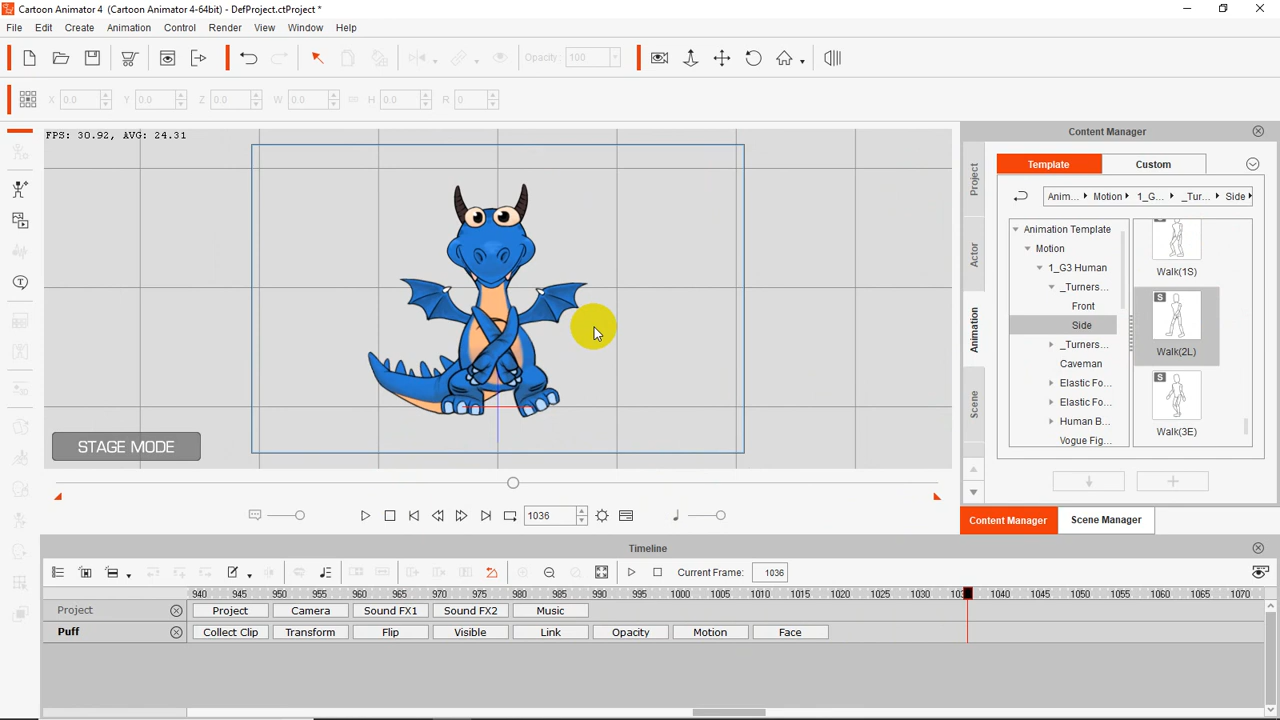 Cartoon Animator 4 (Cartoon Animator 4-64bit) - DefProject.ctProject *
File Edit Create Animation Control Render View Window Help
Opacity 100
X 0.0 Y 0.0 Z 0.0 W 0.0 H 0.0 R 0
FPS: 30.92, AVG: 24.31
STAGE MODE
1036
Content Manager
Template Custom
Project
Actor
Animation
Scene
Anim... Motion 1_G... _Tur... Side
Animation Template
Motion
1_G3 Human
_Turners...
Front
Side
_Turners...
Caveman
Elastic Fo...
Elastic Fo...
Human B...
Vogue Fig...
S
Walk(1S)
S
Walk(2L)
S
Walk(3E)
Content Manager Scene Manager
Timeline
Current Frame: 1036
940 945 950 955 960 965 970 975 980 985 990 995 1000 1005 1010 1015 1020 1025 1030 1040 1045 1050 1055 1060 1065 1070
Project Project Camera Sound FX1 Sound FX2 Music
Puff Collect Clip Transform Flip Visible Link Opacity Motion Face